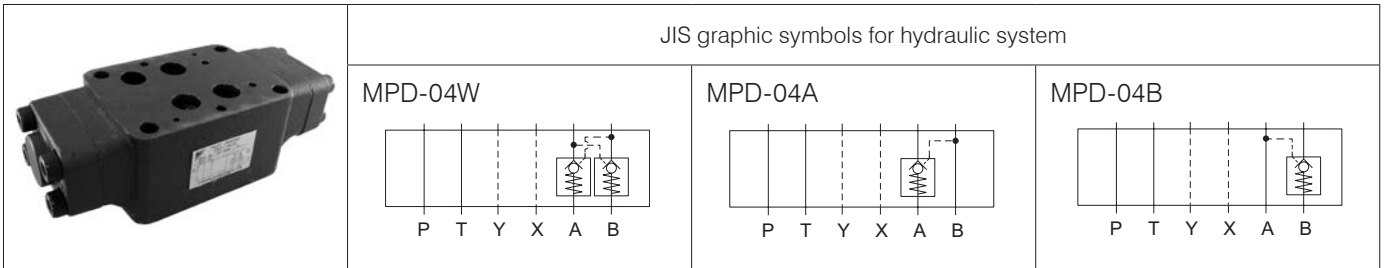 JIS graphic symbols for hydraulic system
MPD-04W
P T Y X A B
MPD-04A
P T Y X A B
MPD-04B
P T Y X A B